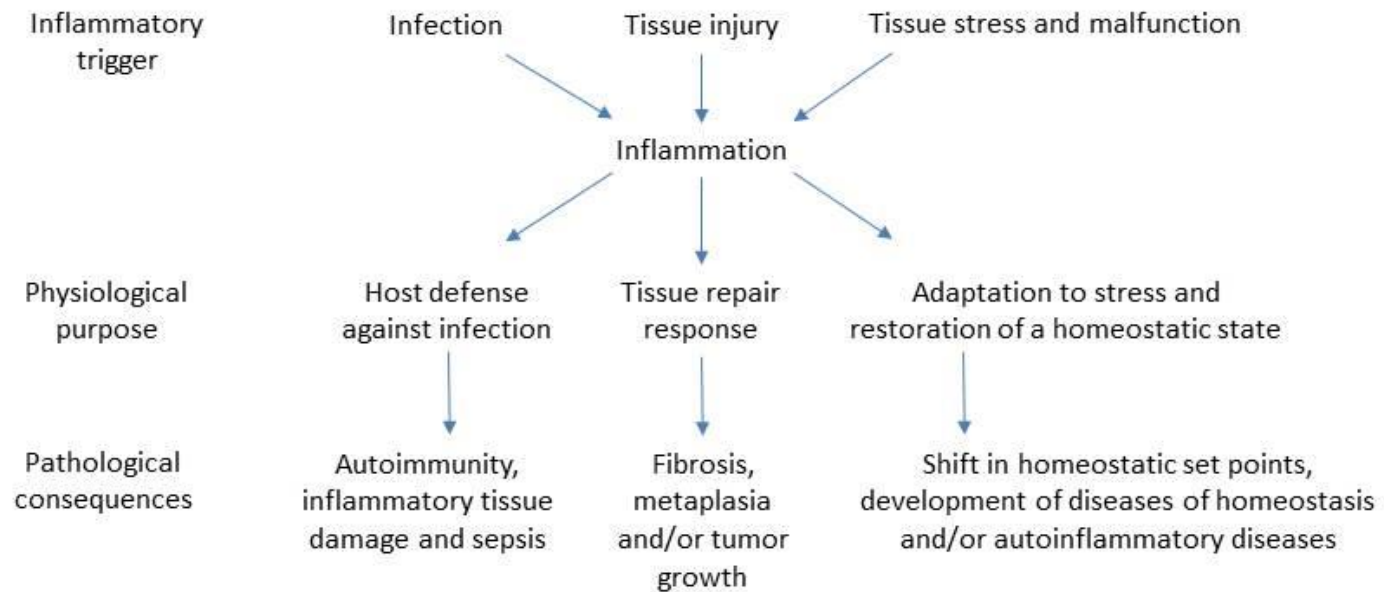 Inflammatory
trigger
Infection
Tissue injury
Tissue stress and malfunction
Inflammation
Physiological
purpose
Host defense
against infection
Tissue repair
response
Adaptation to stress and
restoration of a homeostatic state
Pathological
consequences
Autoimmunity,
inflammatory tissue
damage and sepsis
Fibrosis,
metaplasia
and/or tumor
growth
Shift in homeostatic set points,
development of diseases of homeostasis
and/or autoinflammatory diseases